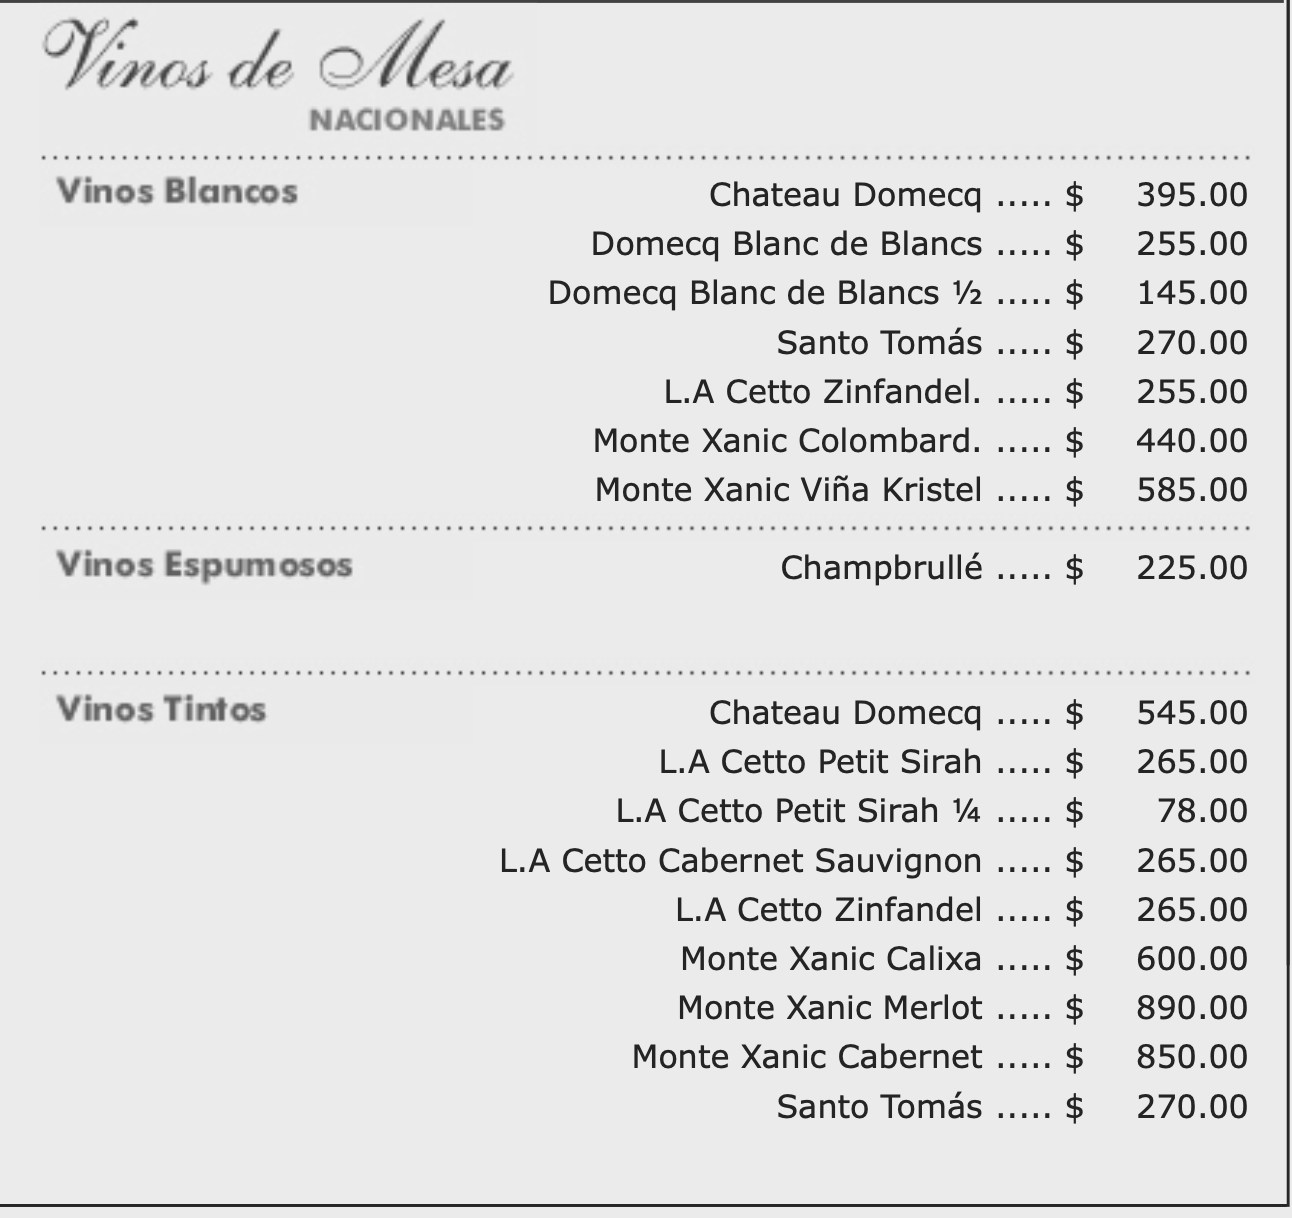 Vinos de Mesa
NACIONALES
Vinos Blancos
Chateau Domecq ..... $ 395.00
Domecq Blanc de Blancs ..... $ 255.00
Domecq Blanc de Blancs ½ ..... $ 145.00
Santo Tomás ..... $ 270.00
L.A Cetto Zinfandel. ..... $ 255.00
Monte Xanic Colombard. ..... $ 440.00
Monte Xanic Viña Kristel ..... $ 585.00
Vinos Espumosos
Champbrullé ..... $ 225.00
Vinos Tintos
Chateau Domecq ..... $ 545.00
L.A Cetto Petit Sirah ..... $ 265.00
L.A Cetto Petit Sirah ¼ ..... $ 78.00
L.A Cetto Cabernet Sauvignon ..... $ 265.00
L.A Cetto Zinfandel ..... $ 265.00
Monte Xanic Calixa ..... $ 600.00
Monte Xanic Merlot ..... $ 890.00
Monte Xanic Cabernet ..... $ 850.00
Santo Tomás ..... $ 270.00